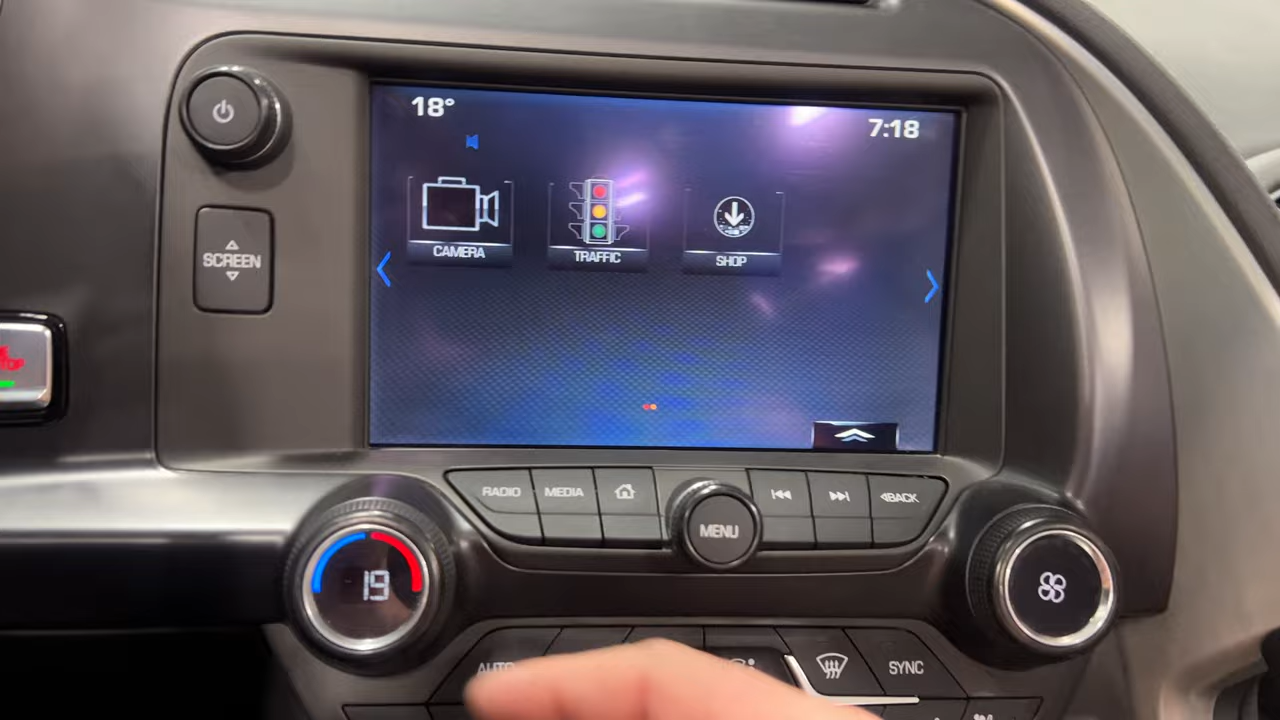 18°
7:18
CAMERA
TRAFFIC
SHOP
SCREEN
RADIO
MEDIA
BACK
MENU
19
AUTO
SYNC